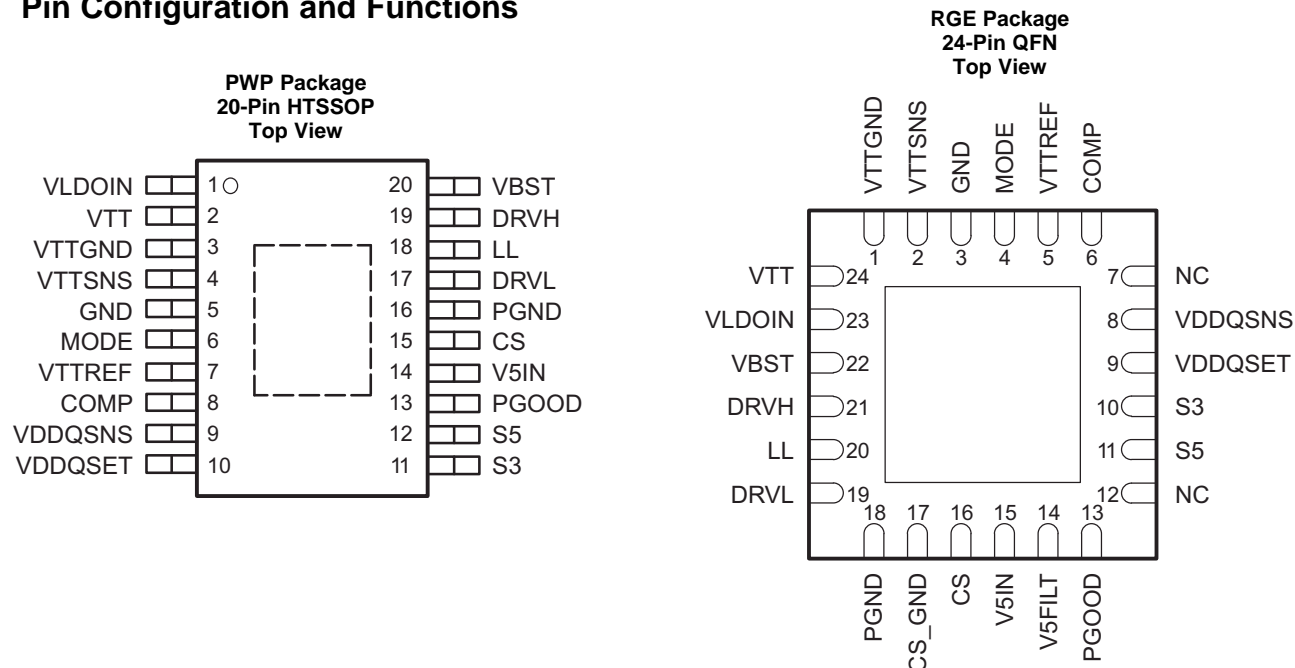 Pin Configuration and Functions
PWP Package
20-Pin HTSSOP
Top View
VLDOIN 1 20 VBST
VTT 2 19 DRVH
VTTGND 3 18 LL
VTTSNS 4 17 DRVL
GND 5 16 PGND
MODE 6 15 CS
VTTREF 7 14 V5IN
COMP 8 13 PGOOD
VDDQSNS 9 12 S5
VDDQSET 10 11 S3
RGE Package
24-Pin QFN
Top View
VTTGND VTTSNS GND MODE VTTREF COMP
1 2 3 4 5 6
VTT 24 7 NC
VLDOIN 23 8 VDDQSNS
VBST 22 9 VDDQSET
DRVH 21 10 S3
LL 20 11 S5
DRVL 19 12 NC
18 17 16 15 14 13
PGND CS_GND CS V5IN V5FILT PGOOD